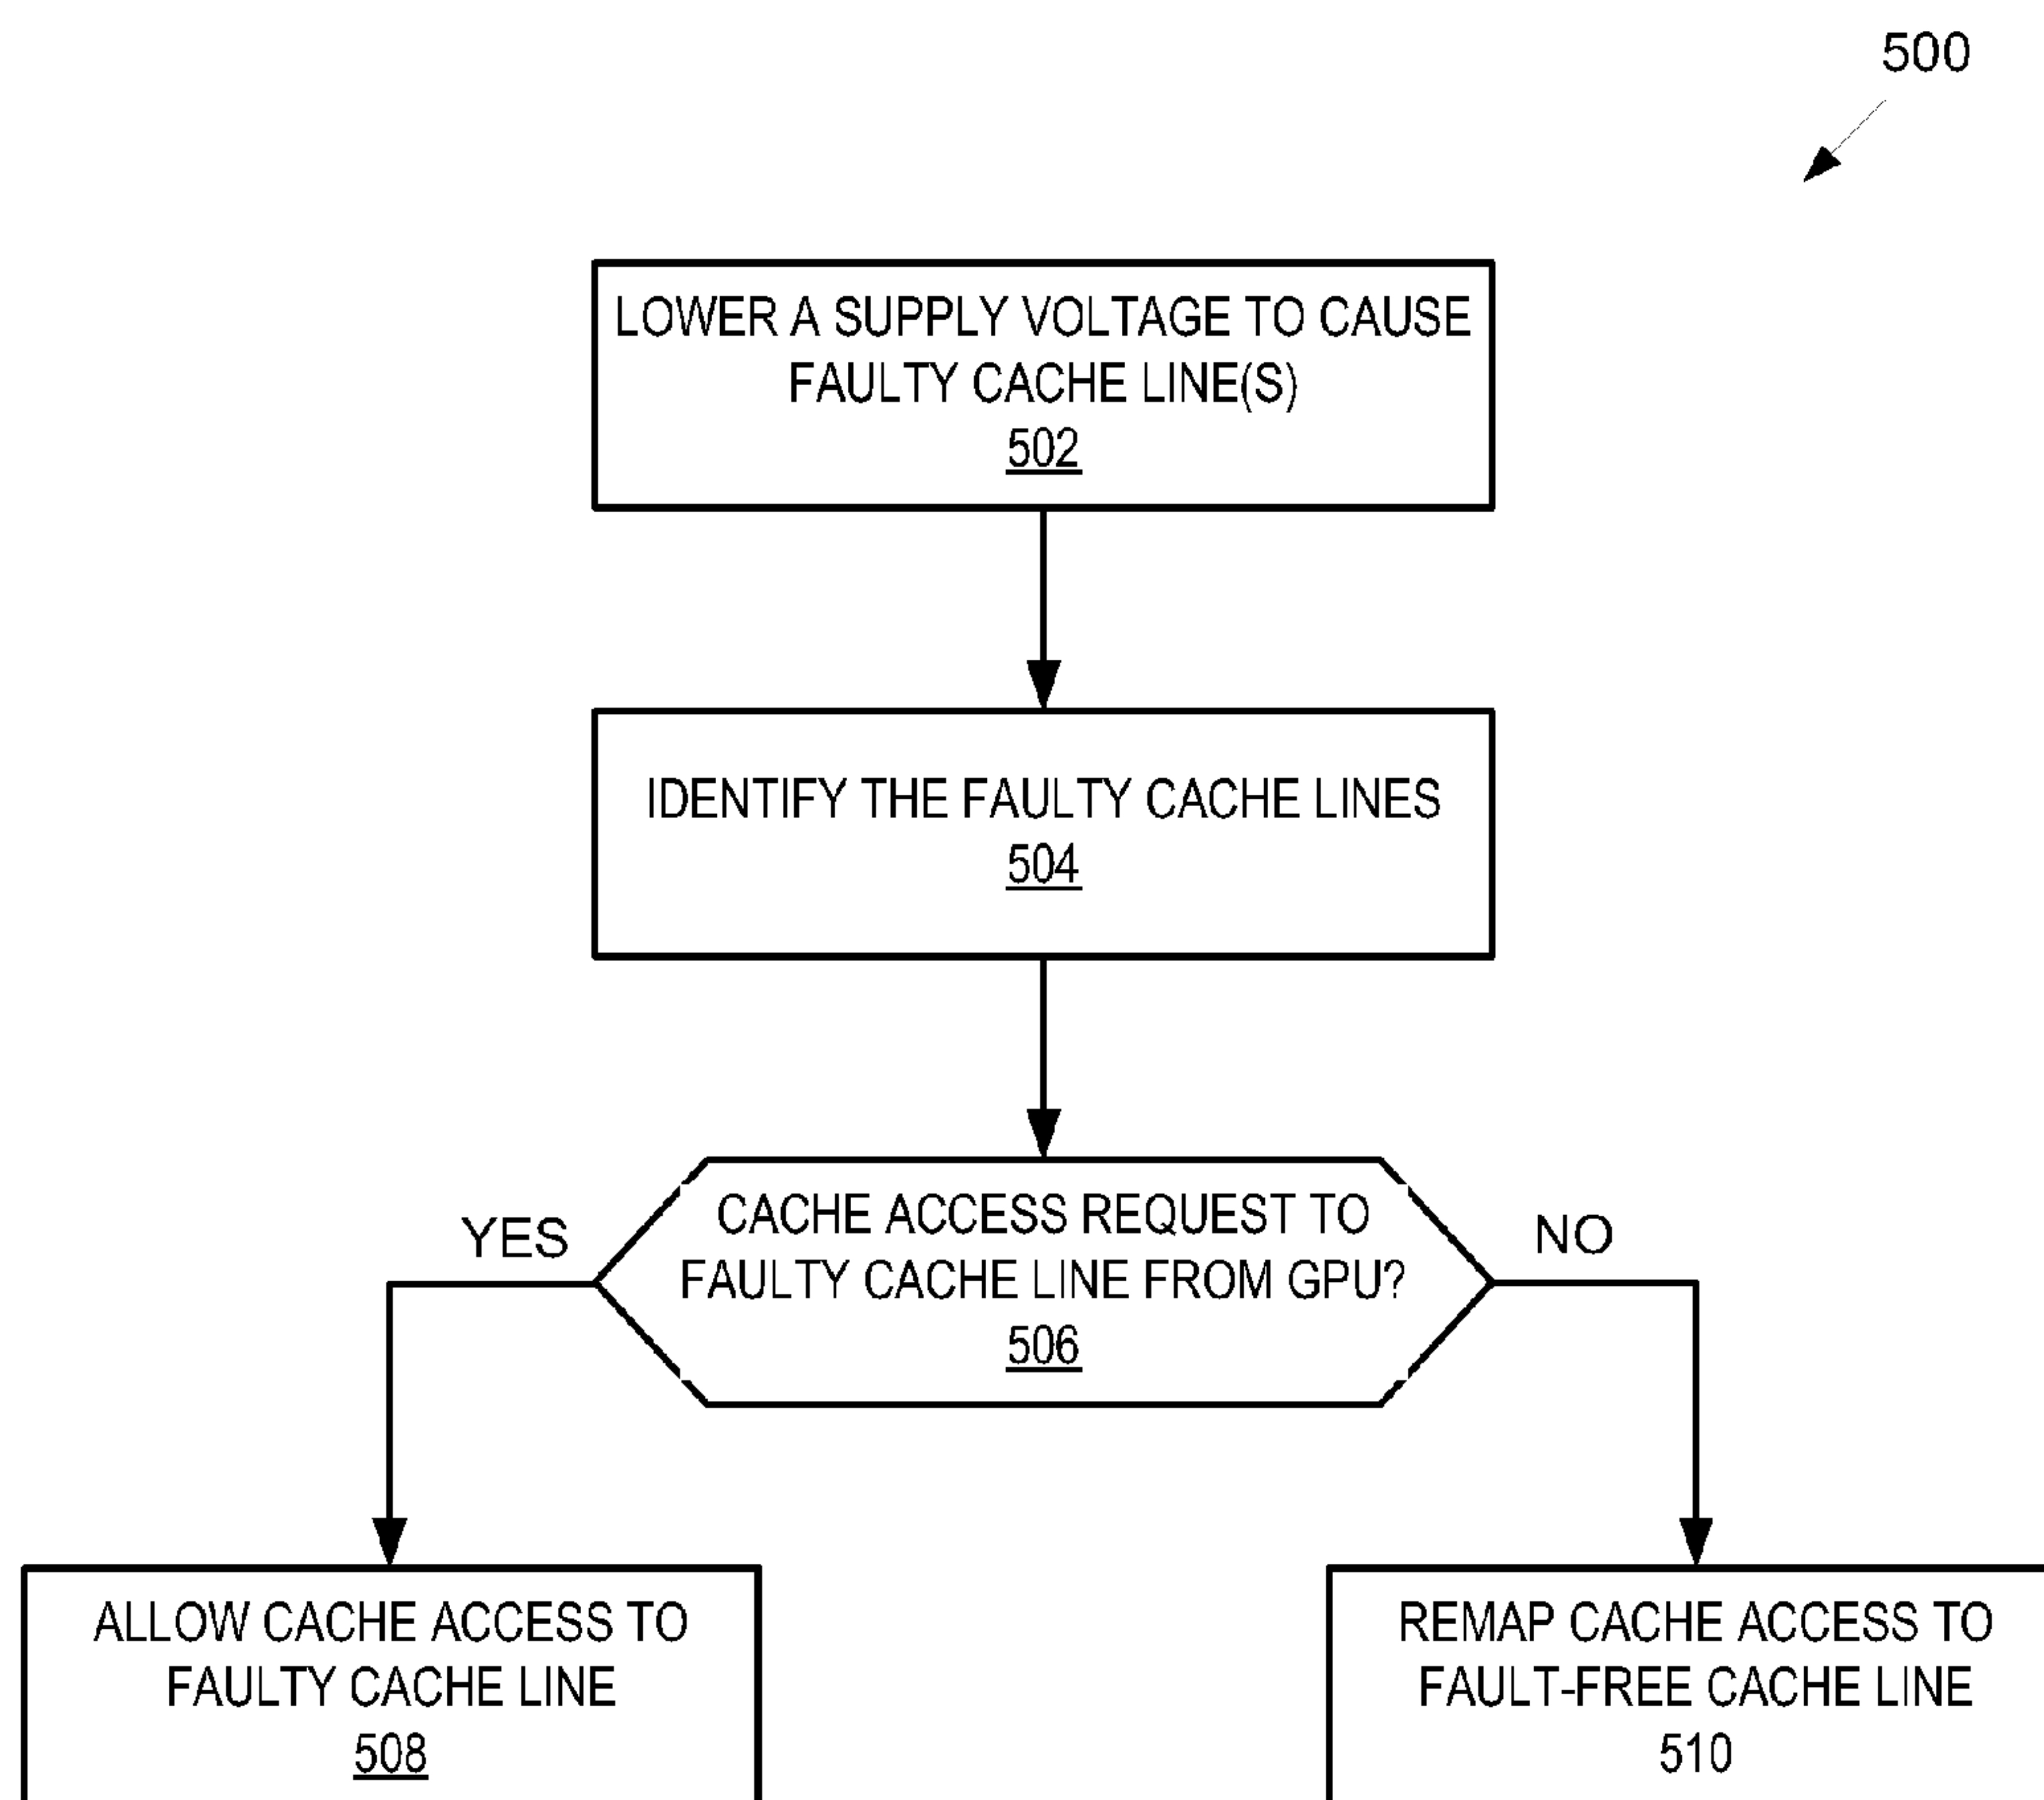 500
LOWER A SUPPLY VOLTAGE TO CAUSE
FAULTY CACHE LINE(S)
502
IDENTIFY THE FAULTY CACHE LINES
504
CACHE ACCESS REQUEST TO
FAULTY CACHE LINE FROM GPU?
506
YES
NO
ALLOW CACHE ACCESS TO
FAULTY CACHE LINE
508
REMAP CACHE ACCESS TO
FAULT-FREE CACHE LINE
510